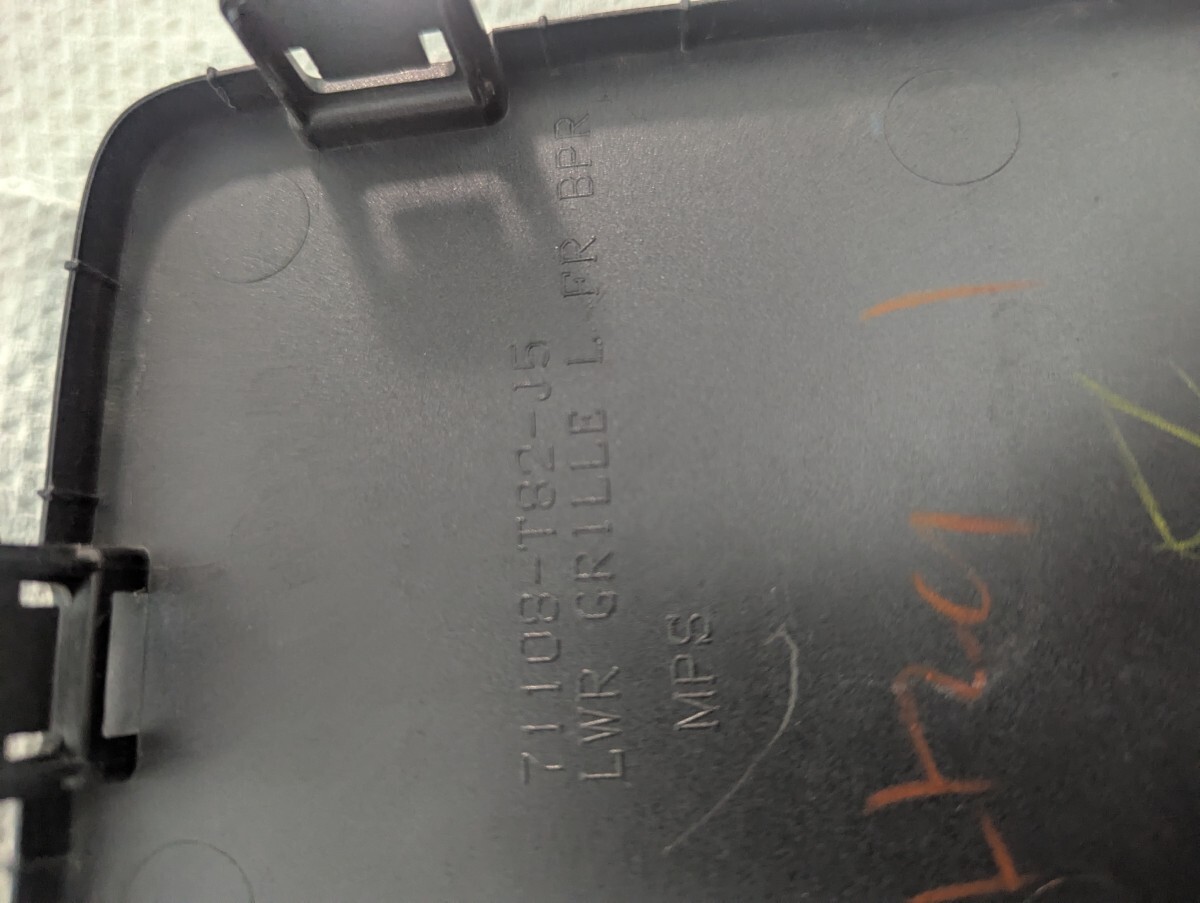 71108-T82-J5
LWR GRILLE L. FR BPR
MPS